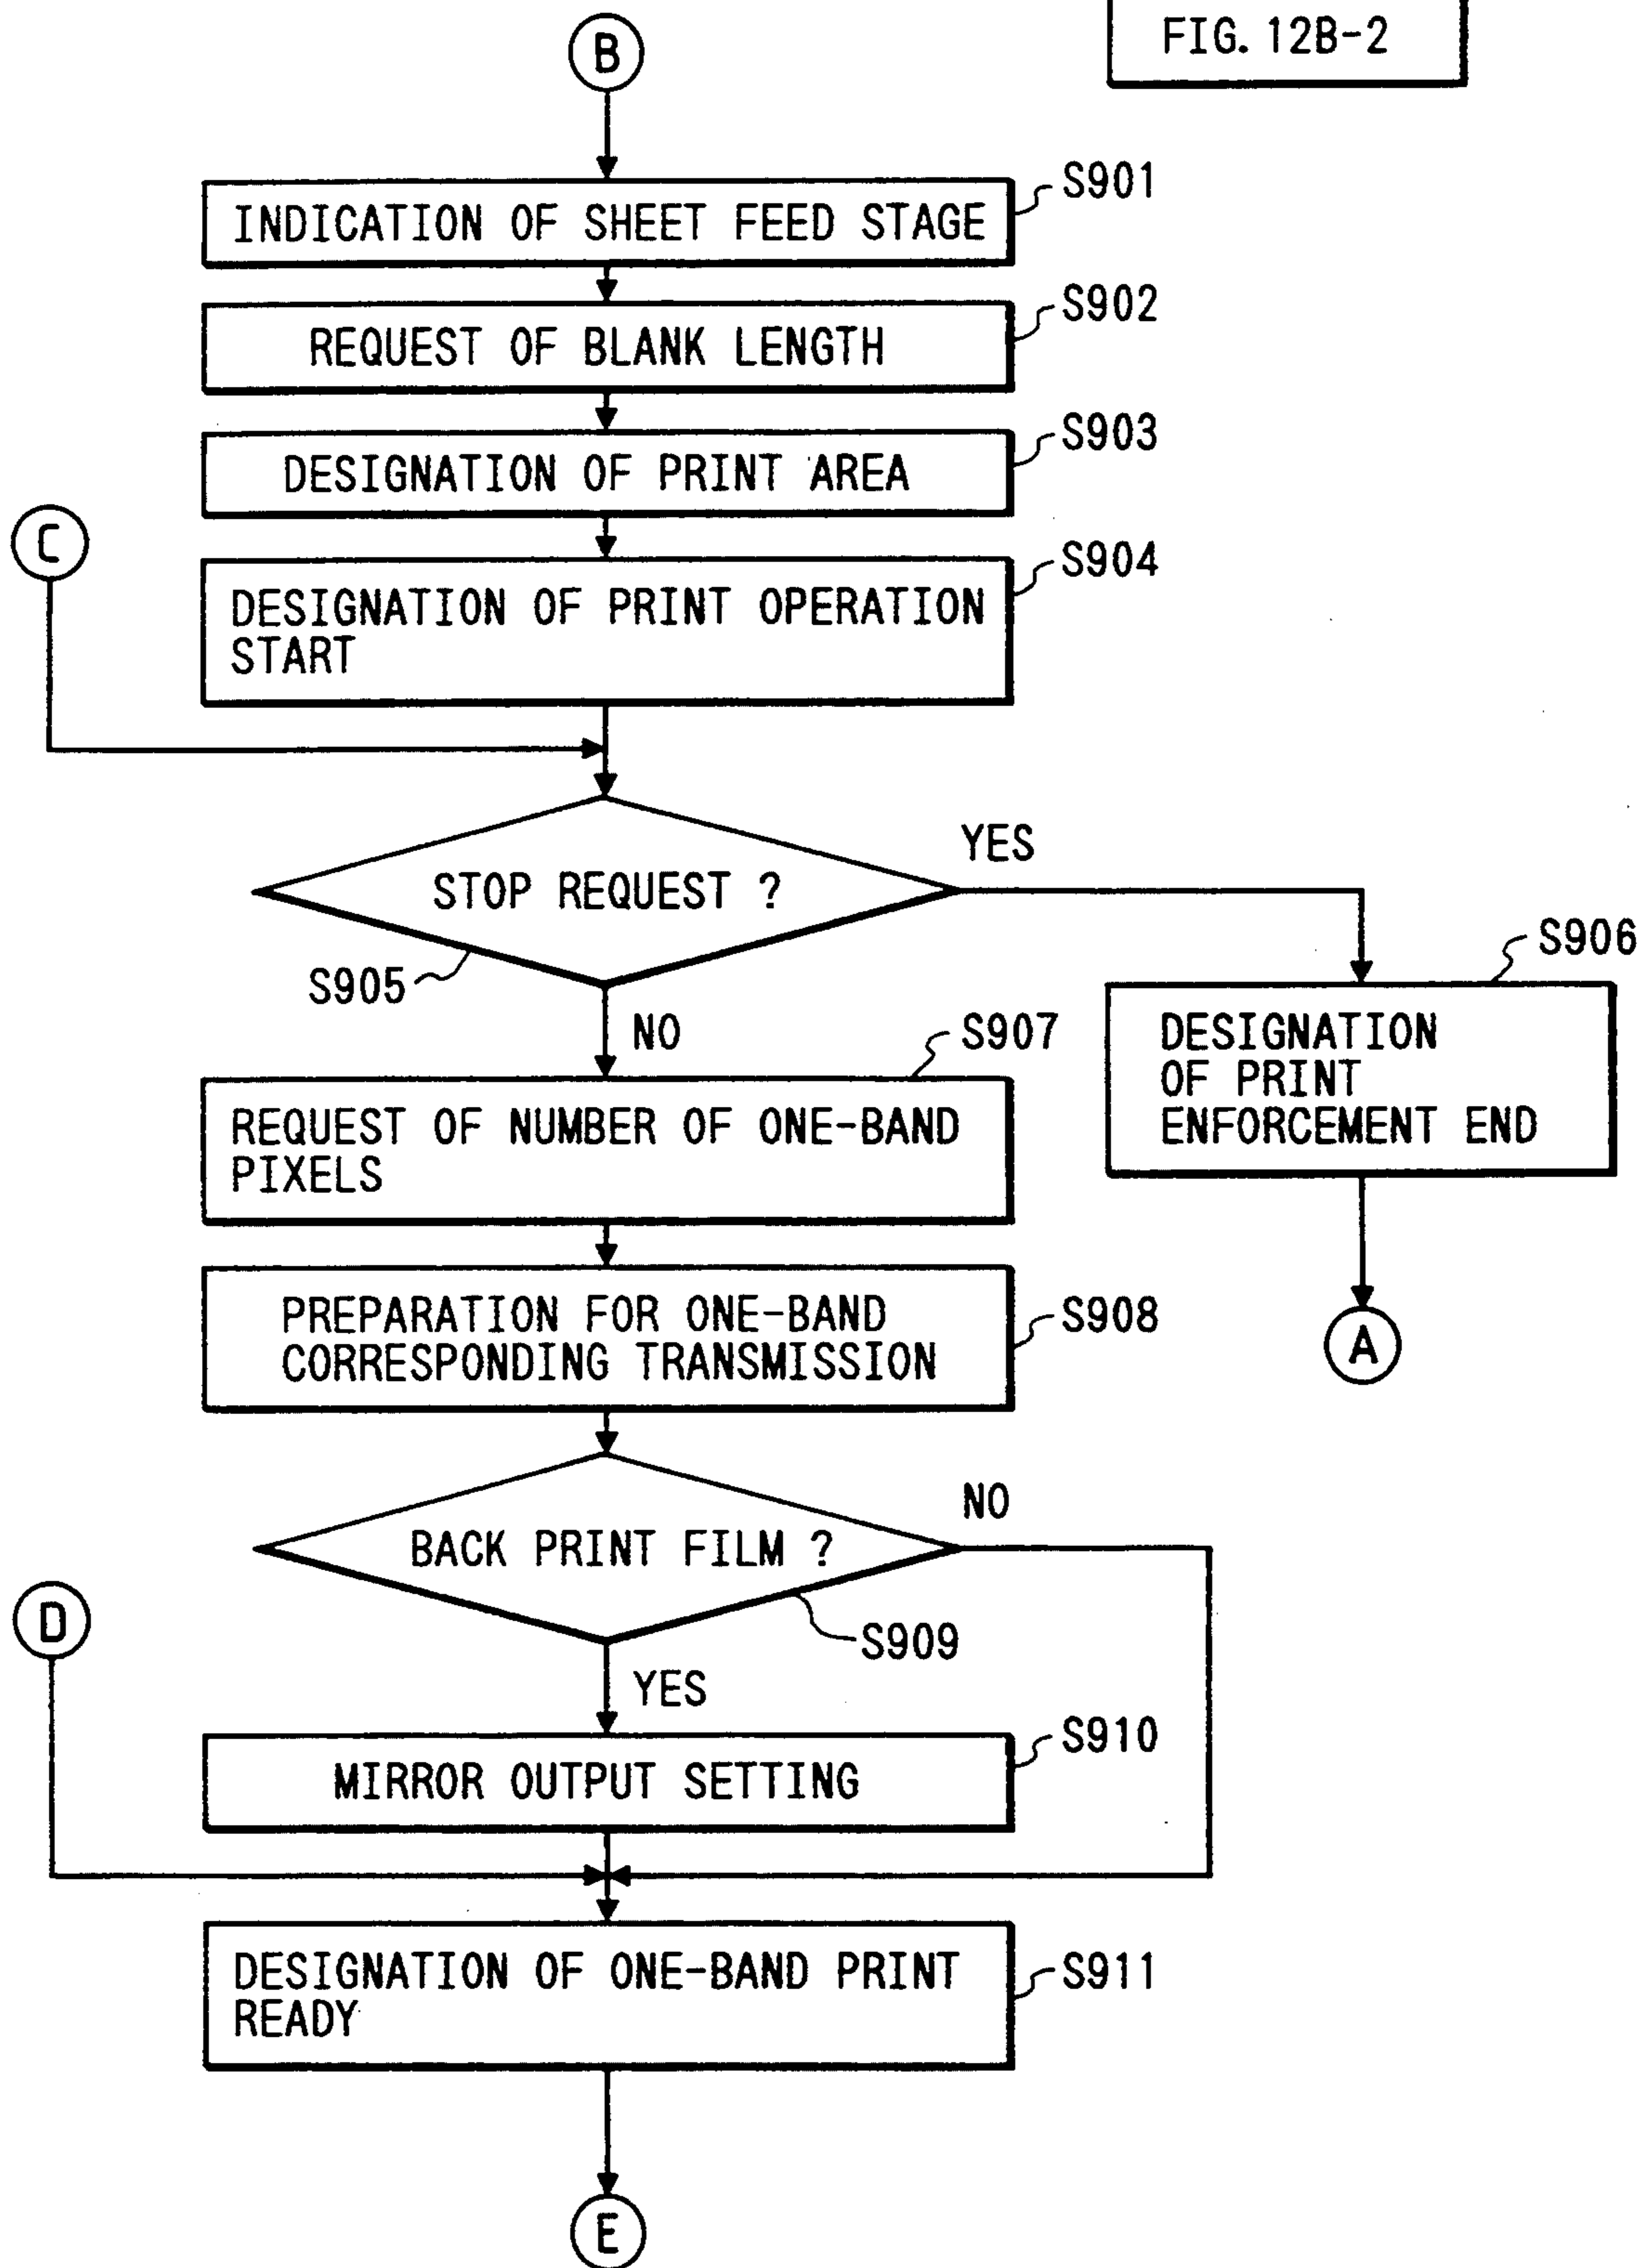 FIG. 12B-2
B
S901
INDICATION OF SHEET FEED STAGE
S902
REQUEST OF BLANK LENGTH
S903
DESIGNATION OF PRINT AREA
C
S904
DESIGNATION OF PRINT OPERATION
START
YES
STOP REQUEST ?
S905
S906
NO
DESIGNATION
OF PRINT
ENFORCEMENT END
S907
REQUEST OF NUMBER OF ONE-BAND
PIXELS
PREPARATION FOR ONE-BAND
CORRESPONDING TRANSMISSION
S908
A
NO
BACK PRINT FILM ?
D
S909
YES
S910
MIRROR OUTPUT SETTING
DESIGNATION OF ONE-BAND PRINT
READY
S911
E